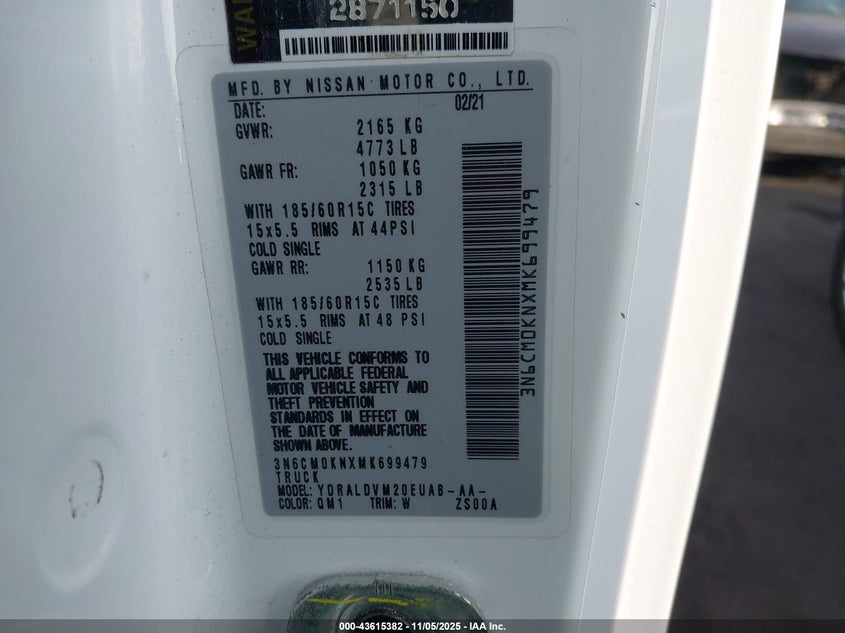 WAR
2871150
MFD. BY NISSAN MOTOR CO., LTD.
DATE: 02/21
GVWR: 2165 KG
4773 LB
GAWR FR: 1050 KG
2315 LB
WITH 185/60R15C TIRES
15x5.5 RIMS AT 44PSI
COLD SINGLE
GAWR RR: 1150 KG
2535 LB
WITH 185/60R15C TIRES
15x5.5 RIMS AT 48 PSI
COLD SINGLE
THIS VEHICLE CONFORMS TO
ALL APPLICABLE FEDERAL
MOTOR VEHICLE SAFETY AND
THEFT PREVENTION
STANDARDS IN EFFECT ON
THE DATE OF MANUFACTURE
SHOWN ABOVE.
3N6CM0KNXMK699479
TRUCK
MODEL: YDRALDVM20EUAB-AA-
COLOR: QM1 TRIM: W ZS00A
3N6CM0KNXMK699479
000-43615382 - 11/05/2025 - IAA Inc.